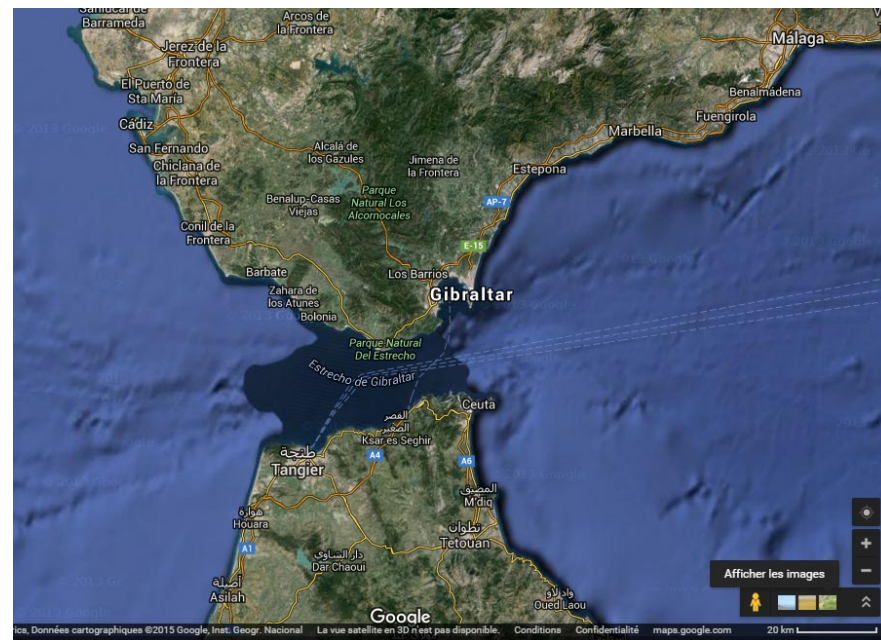 Sanlúcar de
Barrameda
Arcos de
la Frontera
Jerez de la
Frontera
Málaga
El Puerto de
Sta María
Benalmádena
Cádiz
Fuengirola
Marbella
San Fernando
Chiclana de
la Frontera
Alcalá de
los Gazules
Jimena de
la Frontera
Estepona
Parque
Natural Los
Alcornocales
Benalup-Casas
Viejas
AP-7
Conil de la
Frontera
E-15
Barbate
Los Barrios
Zahara de
los Atunes
Gibraltar
Bolonia
Parque Natural
Del Estrecho
Estrecho de Gibraltar
Ceuta
القصر
الصغير
Ksar es Seghir
طنجة
Tangier
A4
A6
المضيق
M'diq
هوارة
Houara
تطوان
Tetouan
A1
دار الشاوي
Dar Chaoui
أصيلة
Asilah
واد لاو
Oued Laou
Afficher les images
Google
Données cartographiques ©2015 Google, Inst. Geogr. Nacional La vue satellite en 3D n'est pas disponible. Conditions Confidentialité maps.google.com 20 km